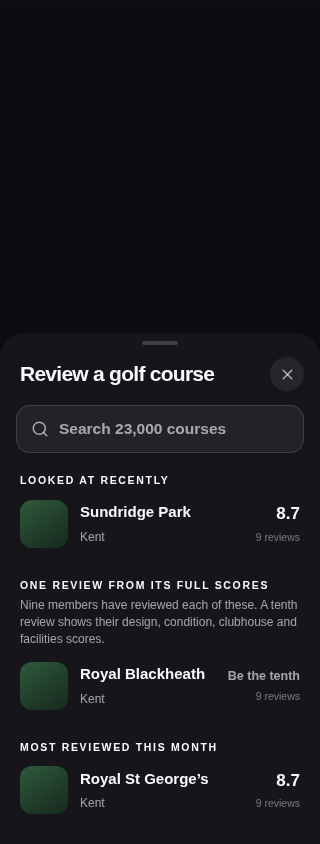 Review a golf course
Search 23,000 courses
LOOKED AT RECENTLY
Sundridge Park
8.7
Kent
9 reviews
ONE REVIEW FROM ITS FULL SCORES
Nine members have reviewed each of these. A tenth
review shows their design, condition, clubhouse and
facilities scores.
Royal Blackheath
Be the tenth
Kent
9 reviews
MOST REVIEWED THIS MONTH
Royal St George’s
8.7
Kent
9 reviews